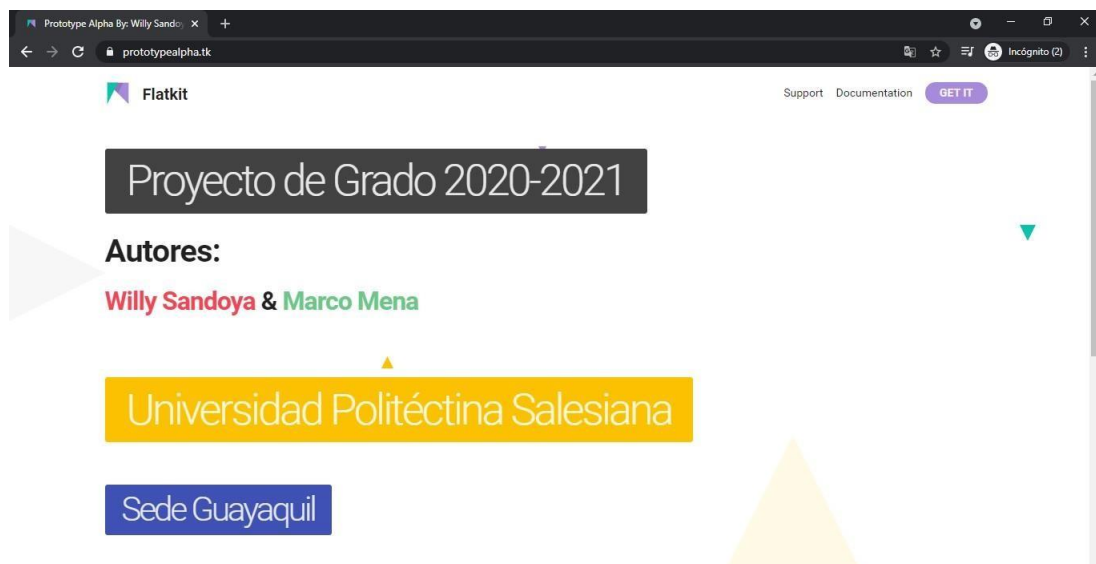 Prototype Alpha By: Willy Sando
prototypealpha.tk
Incógnito (2)
Flatkit
Support Documentation GET IT
Proyecto de Grado 2020-2021
Autores:
Willy Sandoya & Marco Mena
Universidad Politéctina Salesiana
Sede Guayaquil